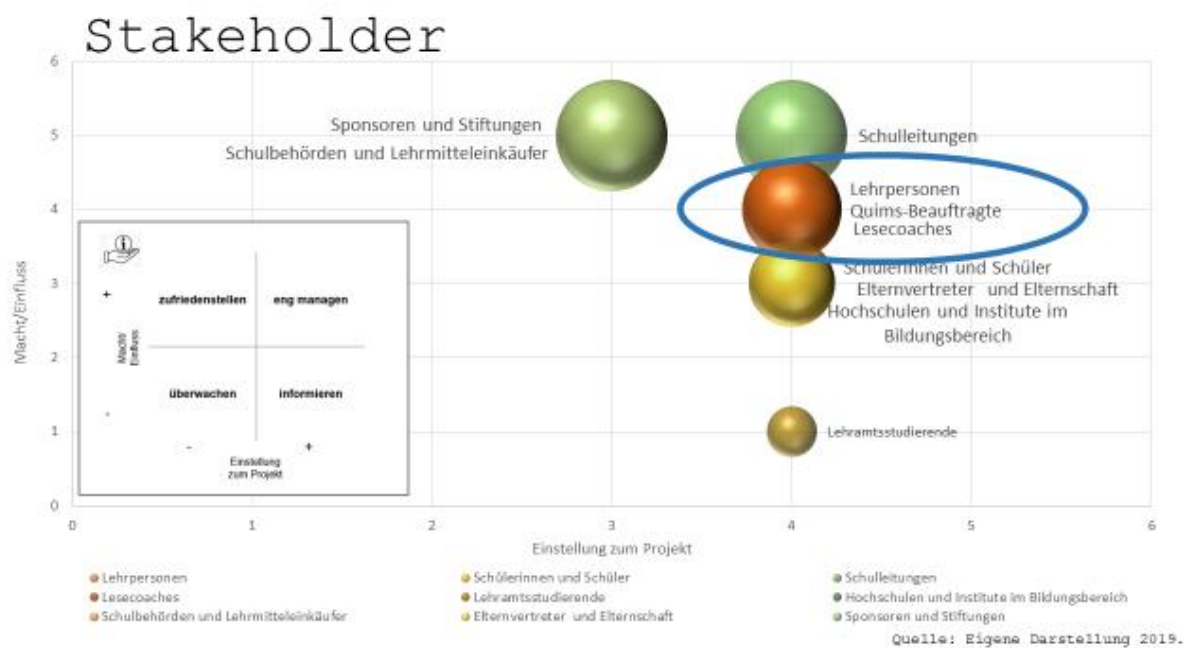 Stakeholder
6
5
4
3
2
1
0
Macht/Einfluss
Sponsoren und Stiftungen
Schulbehörden und Lehrmitteleinkäufer
Schulleitungen
Lehrpersonen
Quims-Beauftragte
Lesecoaches
Schülerinnen und Schüler
Elternvertreter und Elternschaft
Hochschulen und Institute im
Bildungsbereich
Lehramtsstudierende
i
+
zufriedenstellen
eng managen
Macht/
Einfluss
überwachen
informieren
-
-
+
Einstellung
zum Projekt
0 1 2 3 4 5 6
Einstellung zum Projekt
Lehrpersonen
Schülerinnen und Schüler
Schulleitungen
Lesecoaches
Lehramtsstudierende
Hochschulen und Institute im Bildungsbereich
Schulbehörden und Lehrmitteleinkäufer
Elternvertreter und Elternschaft
Sponsoren und Stiftungen
Quelle: Eigene Darstellung 2019.